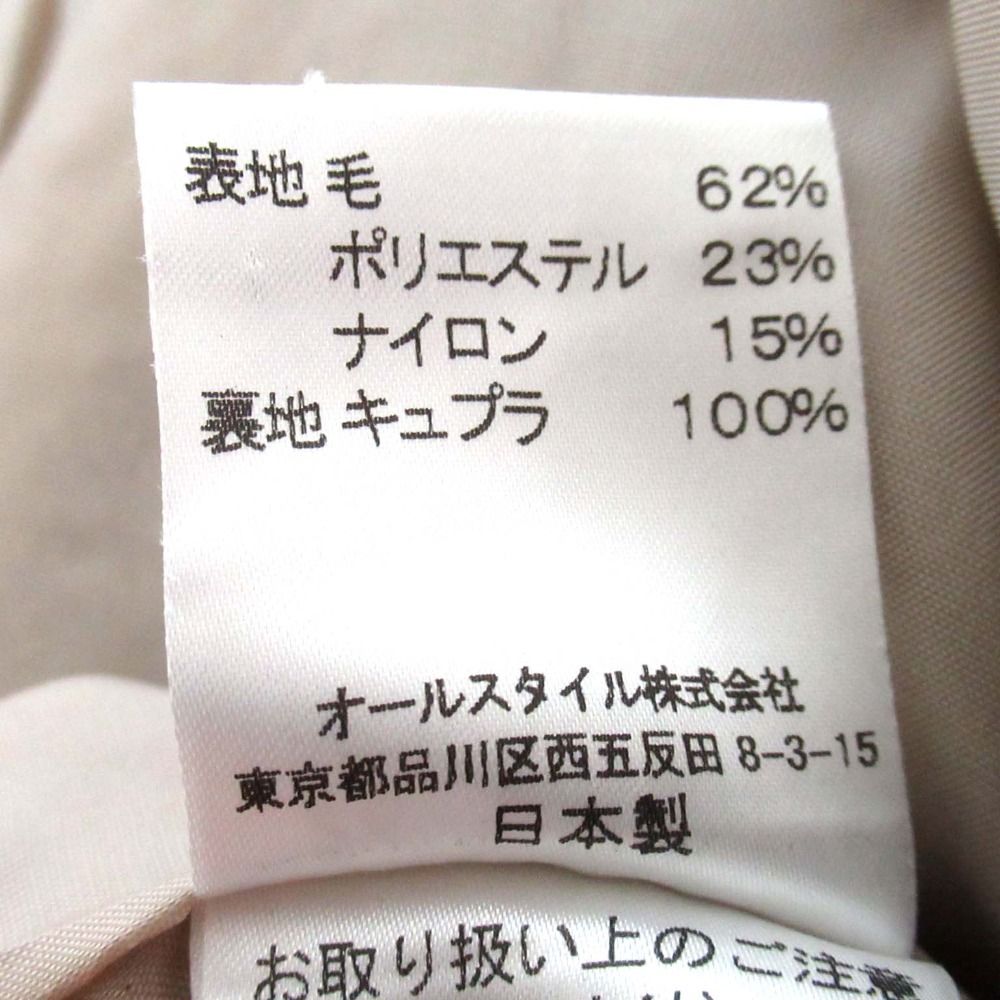 表地 毛 62%
ポリエステル 23%
ナイロン 15%
裏地 キュプラ 100%
オールスタイル株式会社
東京都品川区西五反田 8-3-15
日本製
お取り扱い上のご注意